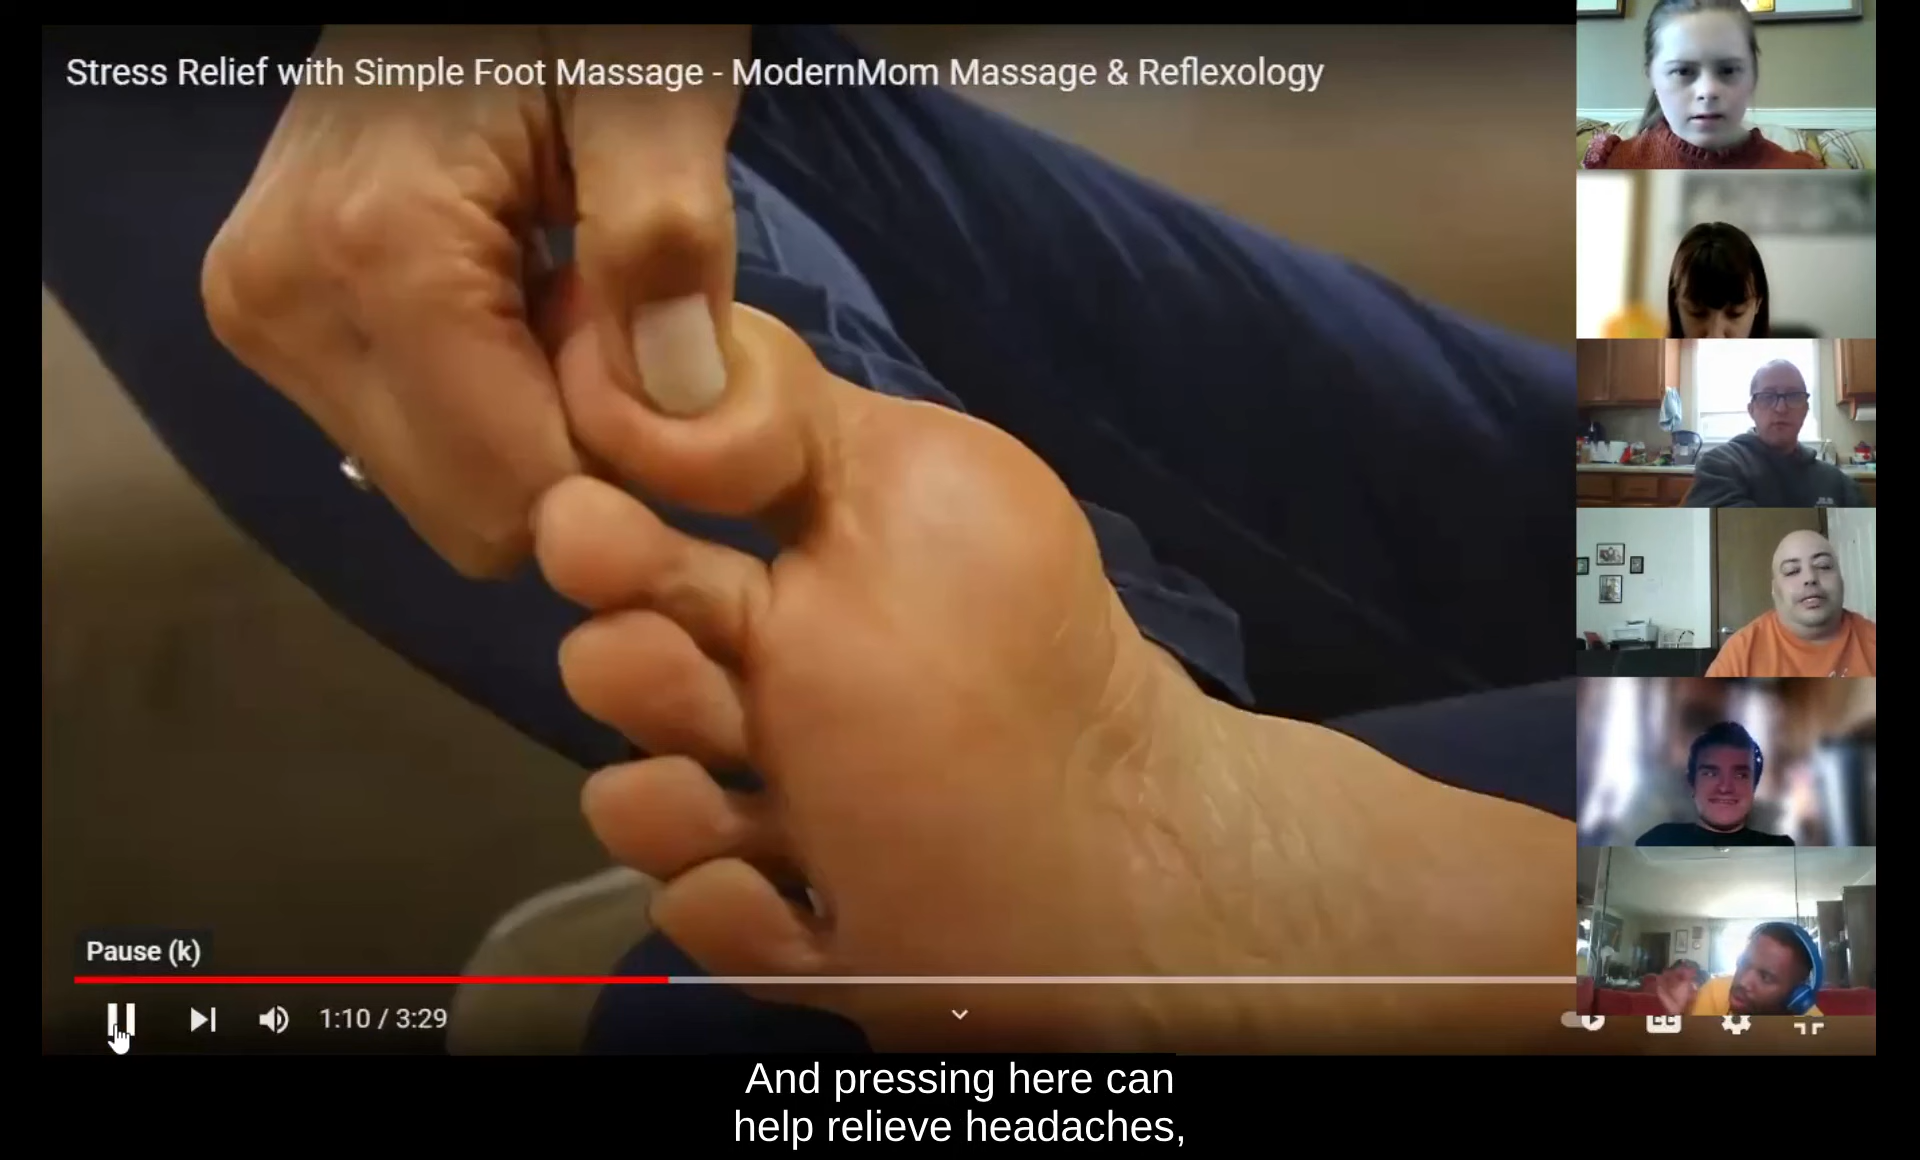 Stress Relief with Simple Foot Massage - ModernMom Massage & Reflexology
Pause (k)
1:10 / 3:29
CC
And pressing here can
help relieve headaches,